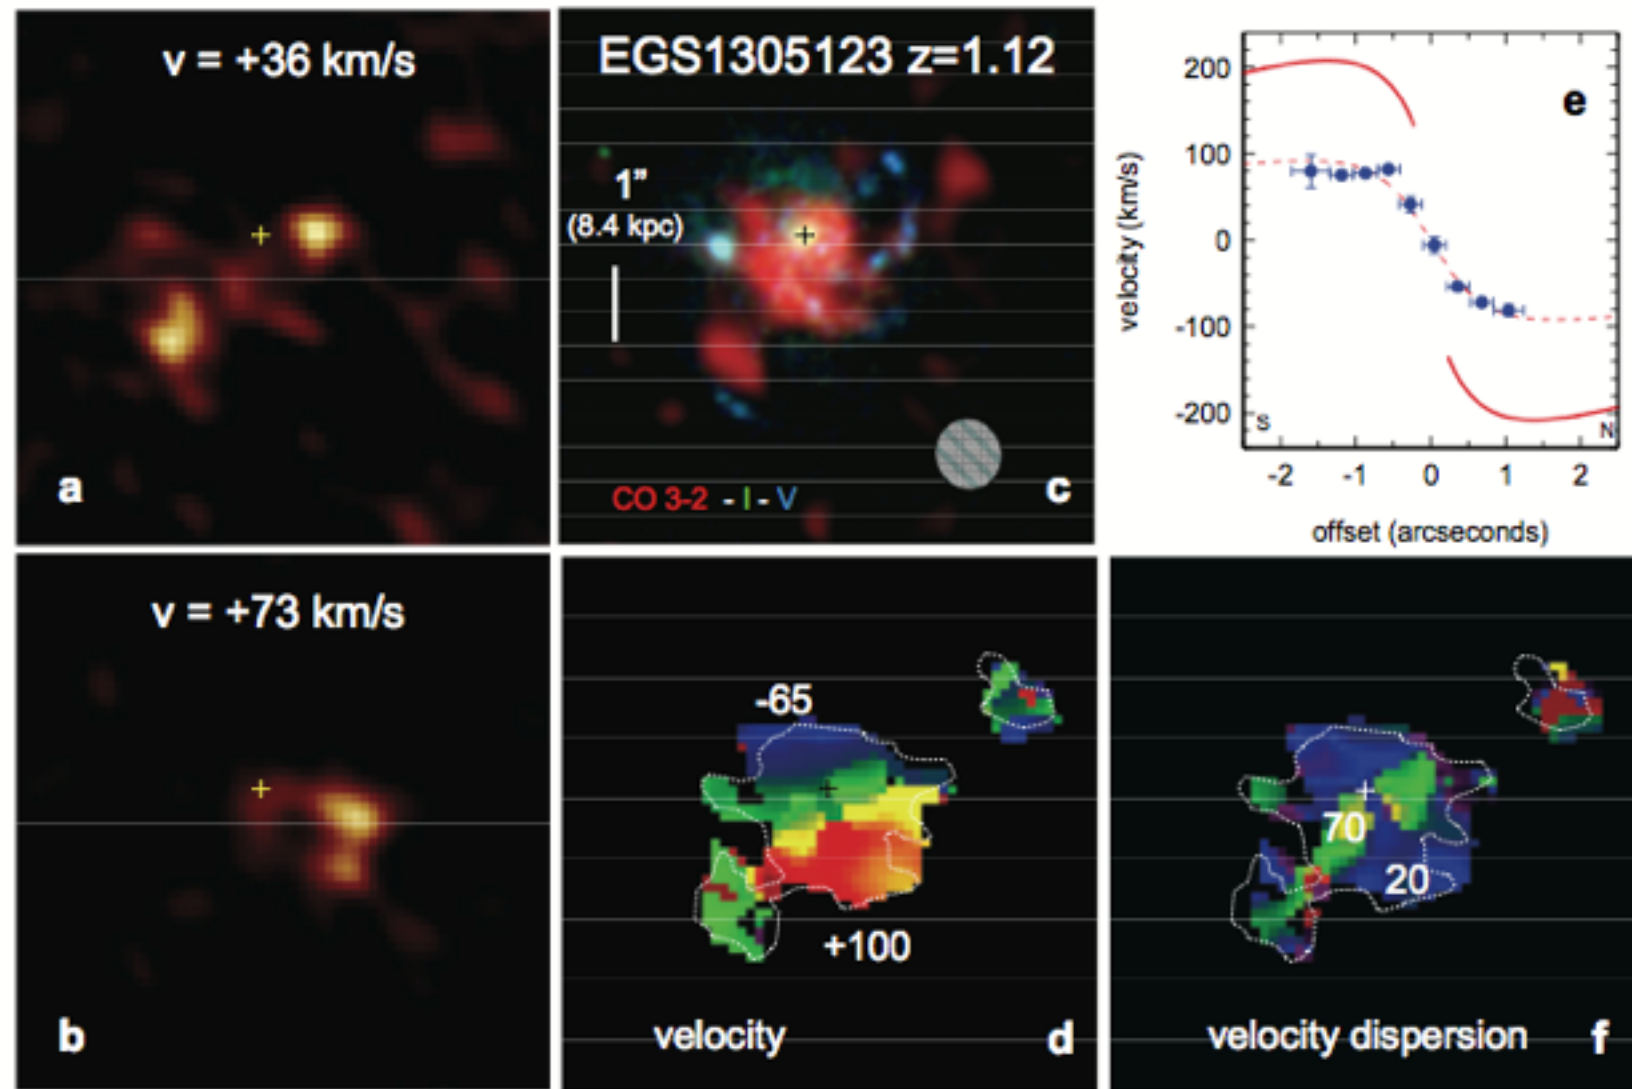 v = +36 km/s
a
EGS1305123 z=1.12
1”
(8.4 kpc)
CO 3-2 - I - V
c
e
200
100
0
-100
-200
velocity (km/s)
S
N
-2 -1 0 1 2
offset (arcseconds)
v = +73 km/s
b
-65
+100
velocity
d
70
20
velocity dispersion
f